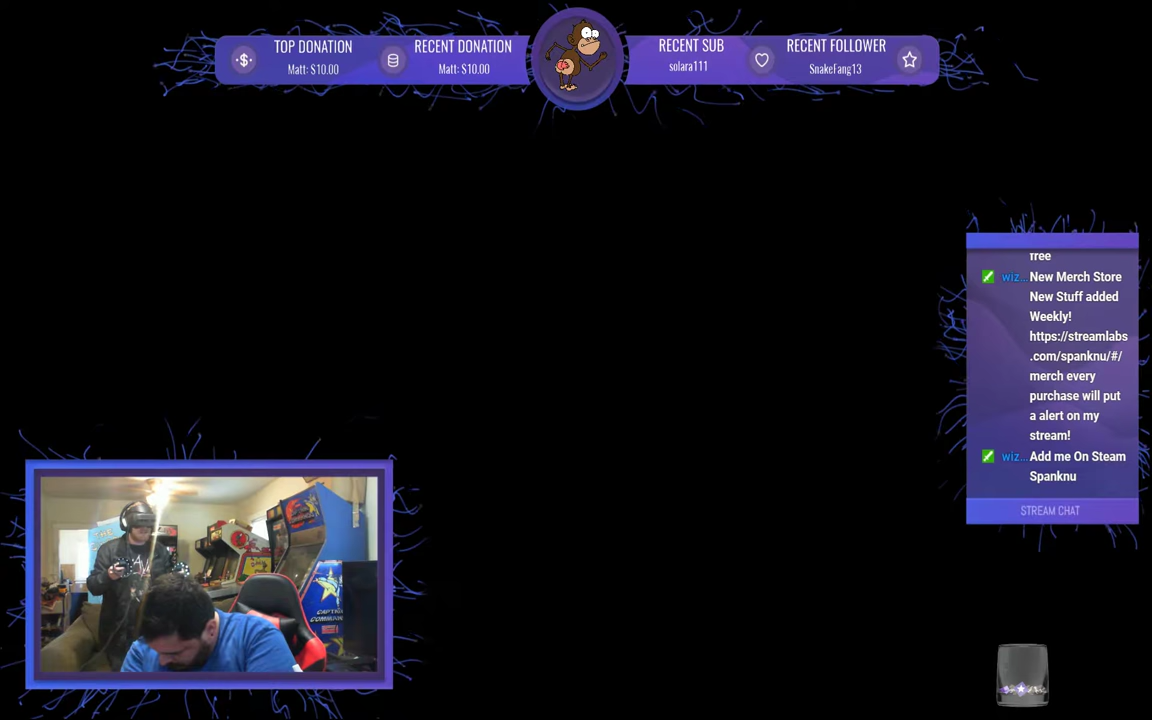 TOP DONATION
Matt: $10.00
RECENT DONATION
Matt: $10.00
RECENT SUB
solara111
RECENT FOLLOWER
SnakeFang13
free
wiz... New Merch Store
New Stuff added
Weekly!
https://streamlabs
.com/spanknu/#/
merch every
purchase will put
a alert on my
stream!
wiz... Add me On Steam
Spanknu
STREAM CHAT